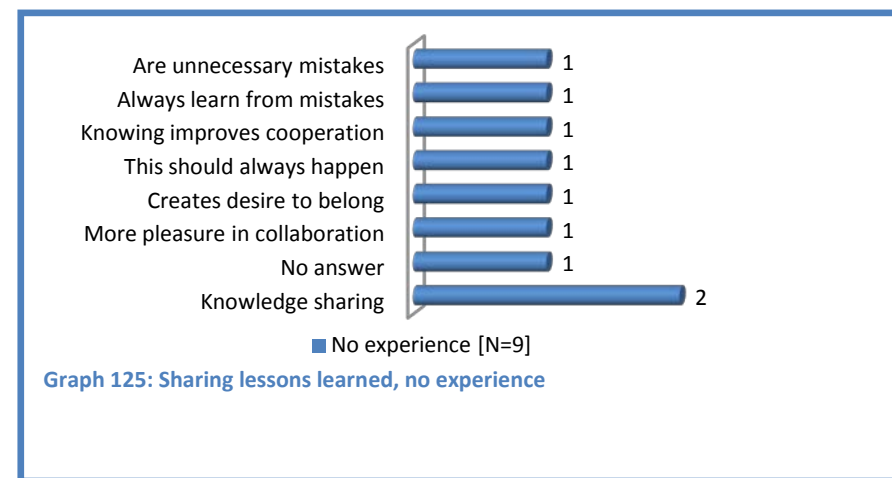 Are unnecessary mistakes 1
Always learn from mistakes 1
Knowing improves cooperation 1
This should always happen 1
Creates desire to belong 1
More pleasure in collaboration 1
No answer 1
Knowledge sharing 2
No experience [N=9]
Graph 125: Sharing lessons learned, no experience